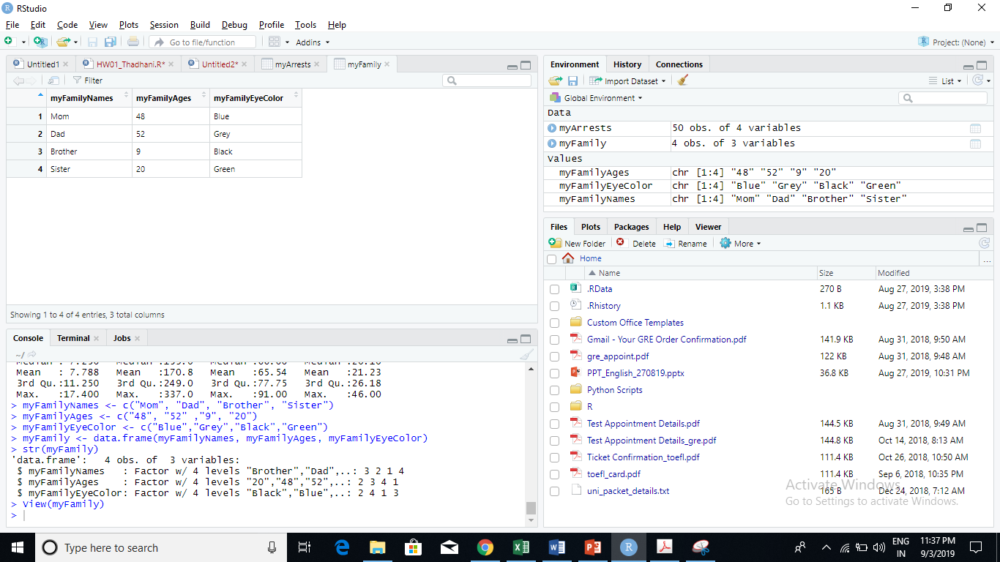 RStudio
File Edit Code View Plots Session Build Debug Profile Tools Help
Go to file/function Addins Project: (None)
Untitled1 HW01_Thadhani.R* Untitled2* myArrests myFamily
Filter
myFamilyNames myFamilyAges myFamilyEyeColor
1 Mom 48 Blue
2 Dad 52 Grey
3 Brother 9 Black
4 Sister 20 Green
Showing 1 to 4 of 4 entries, 3 total columns
Console Terminal Jobs
~/
Mean : 7.788 Mean :170.8 Mean :65.54 Mean :21.23
3rd Qu.:11.250 3rd Qu.:249.0 3rd Qu.:77.75 3rd Qu.:26.18
Max. :17.400 Max. :337.0 Max. :91.00 Max. :46.00
> myFamilyNames <- c("Mom", "Dad", "Brother", "Sister")
> myFamilyAges <- c("48", "52" ,"9", "20")
> myFamilyEyeColor <- c("Blue","Grey","Black","Green")
> myFamily <- data.frame(myFamilyNames, myFamilyAges, myFamilyEyeColor)
> str(myFamily)
'data.frame': 4 obs. of 3 variables:
$ myFamilyNames : Factor w/ 4 levels "Brother","Dad",..: 3 2 1 4
$ myFamilyAges : Factor w/ 4 levels "20","48","52",..: 2 3 4 1
$ myFamilyEyeColor: Factor w/ 4 levels "Black","Blue",..: 2 4 1 3
> View(myFamily)
>
Environment History Connections
Import Dataset List
Global Environment
Data
myArrests 50 obs. of 4 variables
myFamily 4 obs. of 3 variables
Values
myFamilyAges chr [1:4] "48" "52" "9" "20"
myFamilyEyeColor chr [1:4] "Blue" "Grey" "Black" "Green"
myFamilyNames chr [1:4] "Mom" "Dad" "Brother" "Sister"
Files Plots Packages Help Viewer
New Folder Delete Rename More
Home ...
Name Size Modified
.RData 270 B Aug 27, 2019, 3:38 PM
.Rhistory 1.1 KB Aug 27, 2019, 3:38 PM
Custom Office Templates
Gmail - Your GRE Order Confirmation.pdf 141.9 KB Aug 31, 2018, 9:50 AM
gre_appoint.pdf 122 KB Aug 31, 2018, 9:48 AM
PPT_English_270819.pptx 36.8 KB Aug 27, 2019, 10:31 PM
Python Scripts
R
Test Appointment Details.pdf 144.5 KB Aug 31, 2018, 9:49 AM
Test Appointment Details_gre.pdf 144.8 KB Oct 14, 2018, 8:13 AM
Ticket Confirmation_toefl.pdf 111.4 KB Oct 26, 2018, 10:50 AM
toefl_card.pdf 111.4 KB Sep 6, 2018, 10:35 PM
uni_packet_details.txt 165 B Dec 24, 2018, 7:12 AM
Activate Windows
Go to Settings to activate Windows.
Type here to search
ENG 11:37 PM
IN 9/3/2019